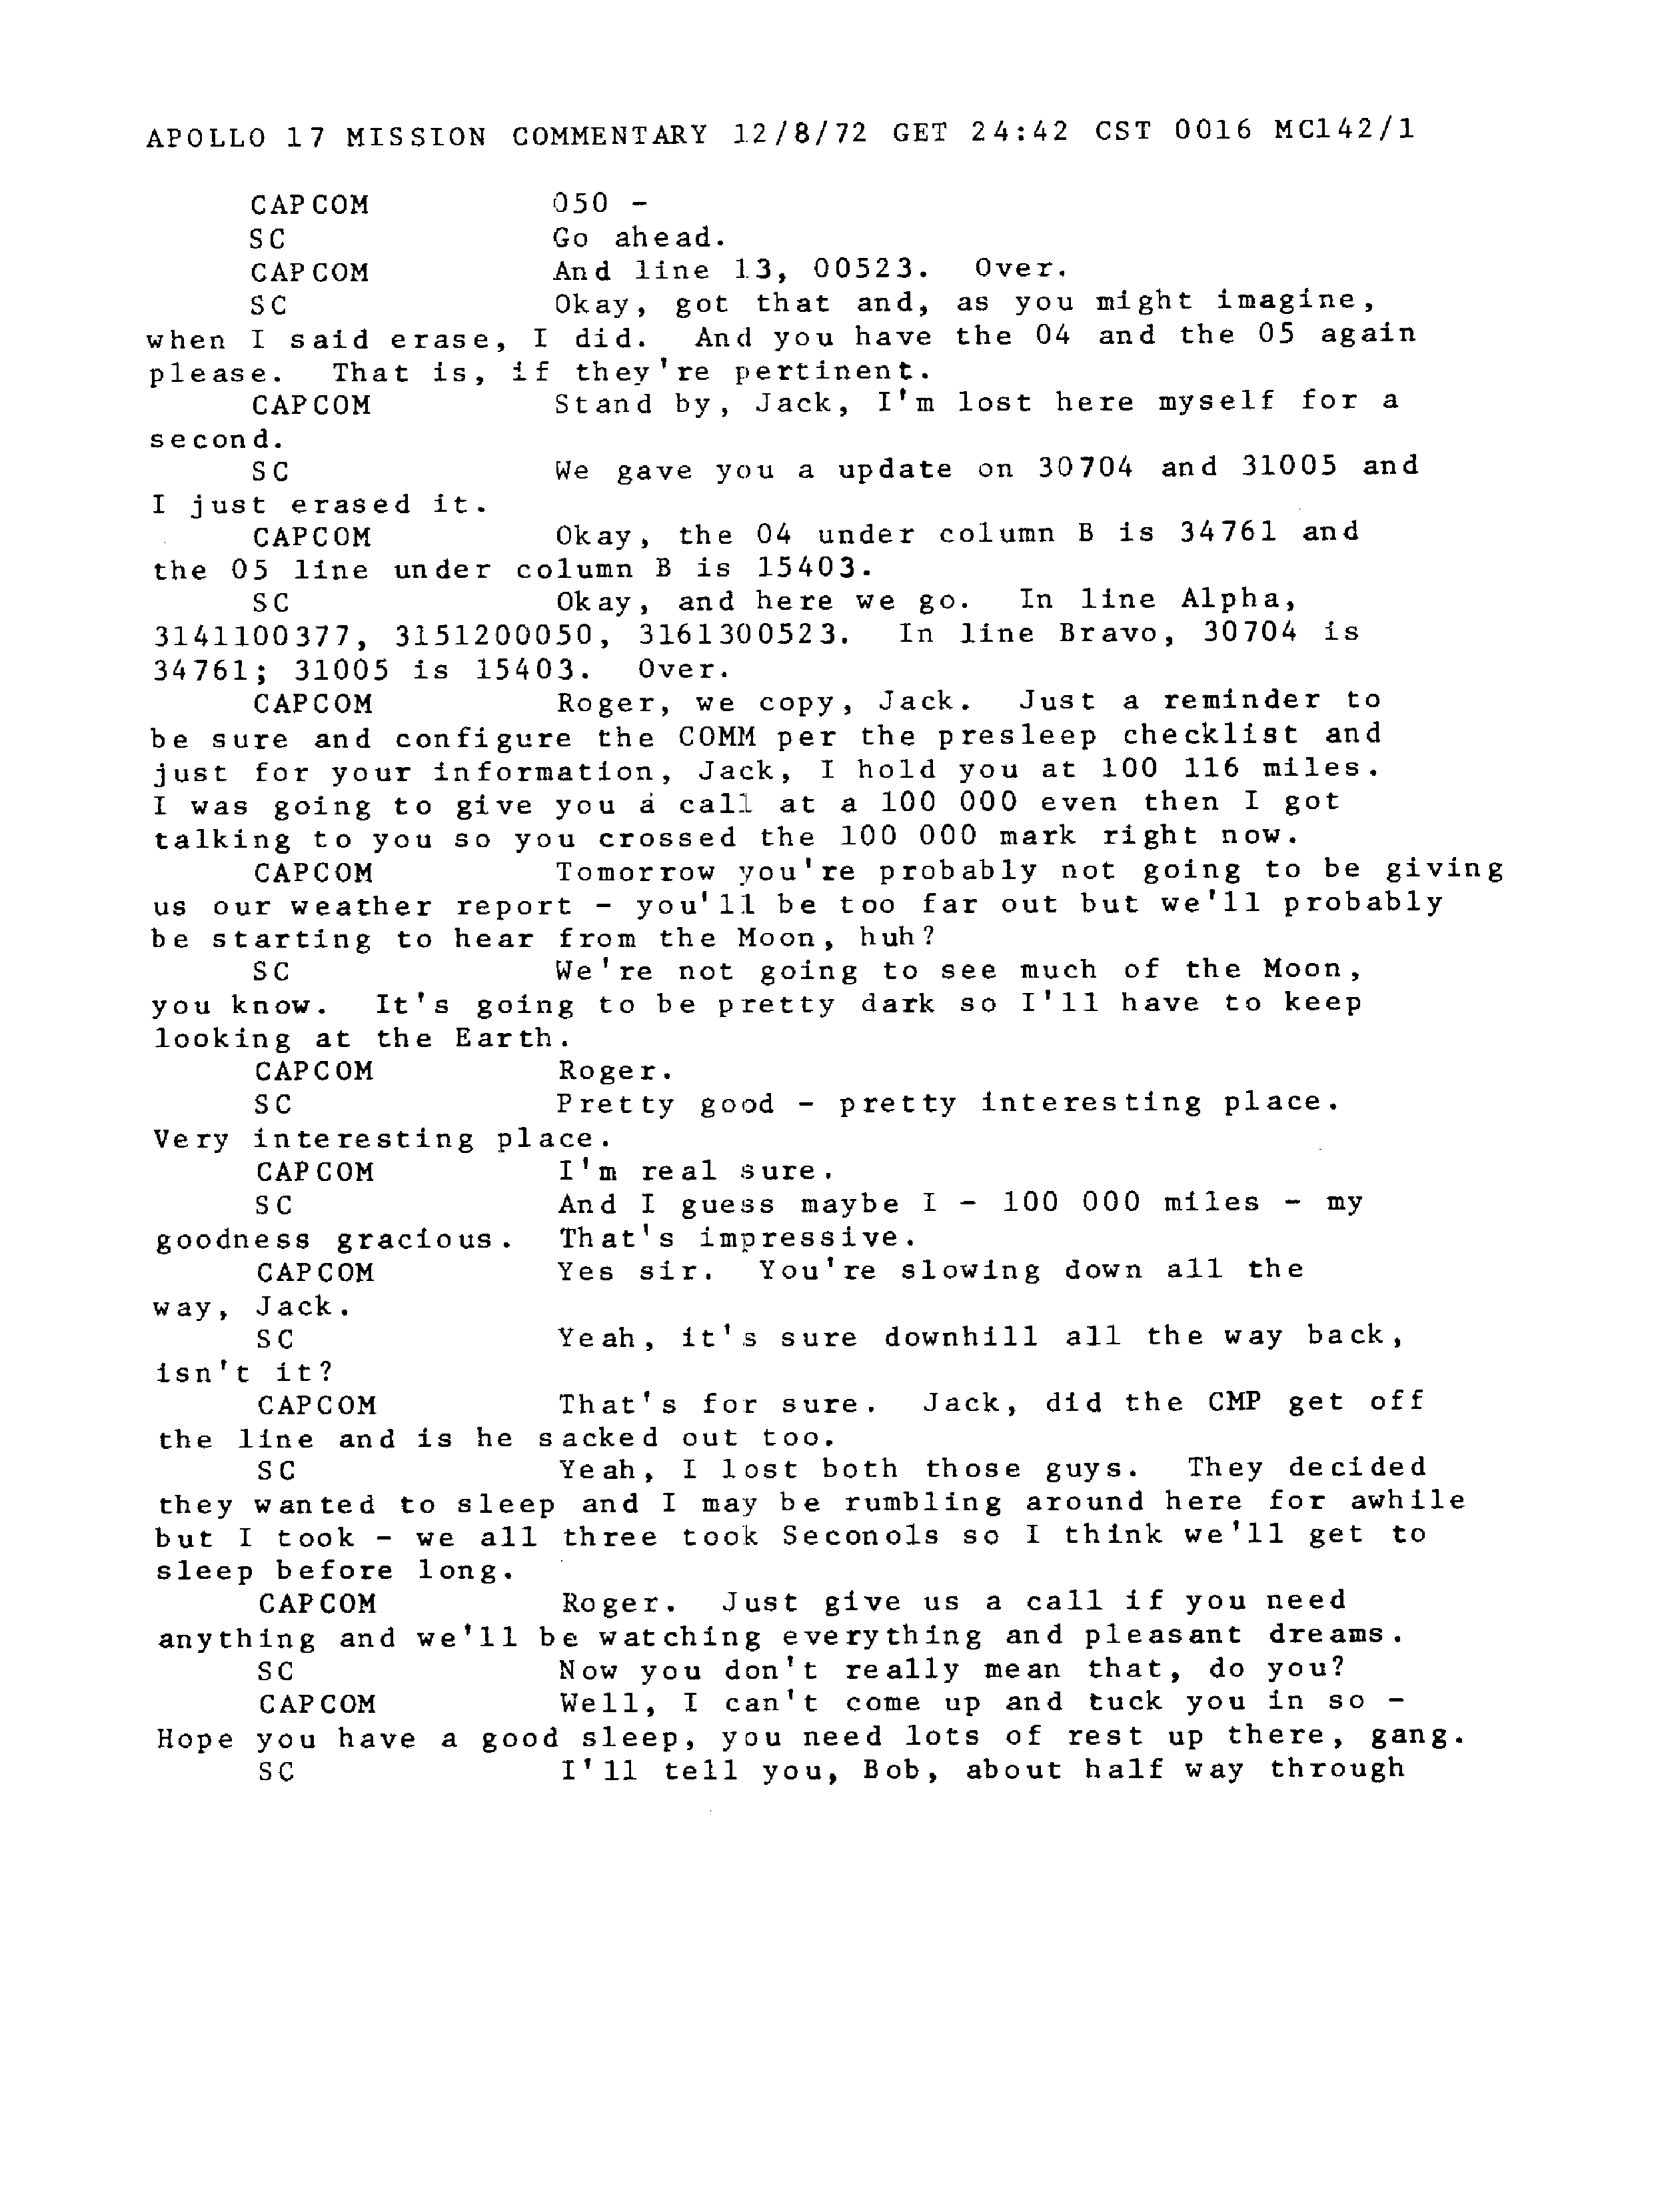 APOLLO 17 MISSION COMMENTARY 12/8/72 GET 24:42 CST 0016 MC142/1
CAPCOM 050 -
SC Go ahead.
CAPCOM And line 13, 00523. Over.
SC Okay, got that and, as you might imagine,
when I said erase, I did. And you have the 04 and the 05 again
please. That is, if they're pertinent.
CAPCOM Stand by, Jack, I'm lost here myself for a
second.
SC We gave you a update on 30704 and 31005 and
I just erased it.
CAPCOM Okay, the 04 under column B is 34761 and
the 05 line under column B is 15403.
SC Okay, and here we go. In line Alpha,
3141100377, 3151200050, 3161300523. In line Bravo, 30704 is
34761; 31005 is 15403. Over.
CAPCOM Roger, we copy, Jack. Just a reminder to
be sure and configure the COMM per the presleep checklist and
just for your information, Jack, I hold you at 100 116 miles.
I was going to give you a call at a 100 000 even then I got
talking to you so you crossed the 100 000 mark right now.
CAPCOM Tomorrow you're probably not going to be giving
us our weather report - you'll be too far out but we'll probably
be starting to hear from the Moon, huh?
SC We're not going to see much of the Moon,
you know. It's going to be pretty dark so I'll have to keep
looking at the Earth.
CAPCOM Roger.
SC Pretty good - pretty interesting place.
Very interesting place.
CAPCOM I'm real sure.
SC And I guess maybe I - 100 000 miles - my
goodness gracious. That's impressive.
CAPCOM Yes sir. You're slowing down all the
way, Jack.
SC Yeah, it's sure downhill all the way back,
isn't it?
CAPCOM That's for sure. Jack, did the CMP get off
the line and is he sacked out too.
SC Yeah, I lost both those guys. They decided
they wanted to sleep and I may be rumbling around here for awhile
but I took - we all three took Seconols so I think we'll get to
sleep before long.
CAPCOM Roger. Just give us a call if you need
anything and we'll be watching everything and pleasant dreams.
SC Now you don't really mean that, do you?
CAPCOM Well, I can't come up and tuck you in so -
Hope you have a good sleep, you need lots of rest up there, gang.
SC I'll tell you, Bob, about half way through